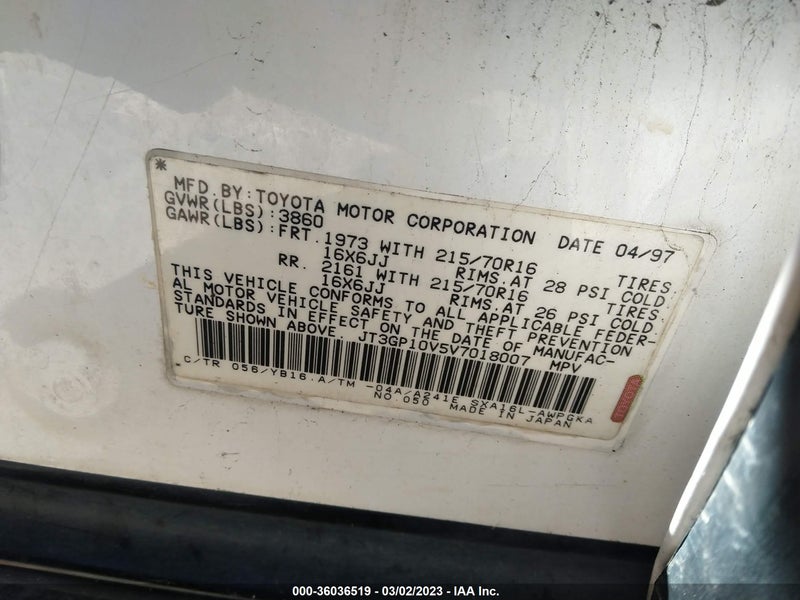 *
MFD. BY: TOYOTA MOTOR CORPORATION DATE 04/97
GVWR(LBS): 3860
GAWR(LBS): FRT. 1973 WITH 215/70R16 TIRES
16X6JJ RIMS. AT 28 PSI COLD
RR. 2161 WITH 215/70R16 TIRES
16X6JJ RIMS. AT 26 PSI COLD.
THIS VEHICLE CONFORMS TO ALL APPLICABLE FEDER-
AL MOTOR VEHICLE SAFETY AND THEFT PREVENTION
STANDARDS IN EFFECT ON THE DATE OF MANUFAC-
TURE SHOWN ABOVE. JT3GP10V5V7018007 MPV
C/TR 056/YB16.A/TM -04A/A241E SXA16L-AWPGKA
NO 050 MADE IN JAPAN
TOYOTA
000-36036519 - 03/02/2023 - IAA Inc.